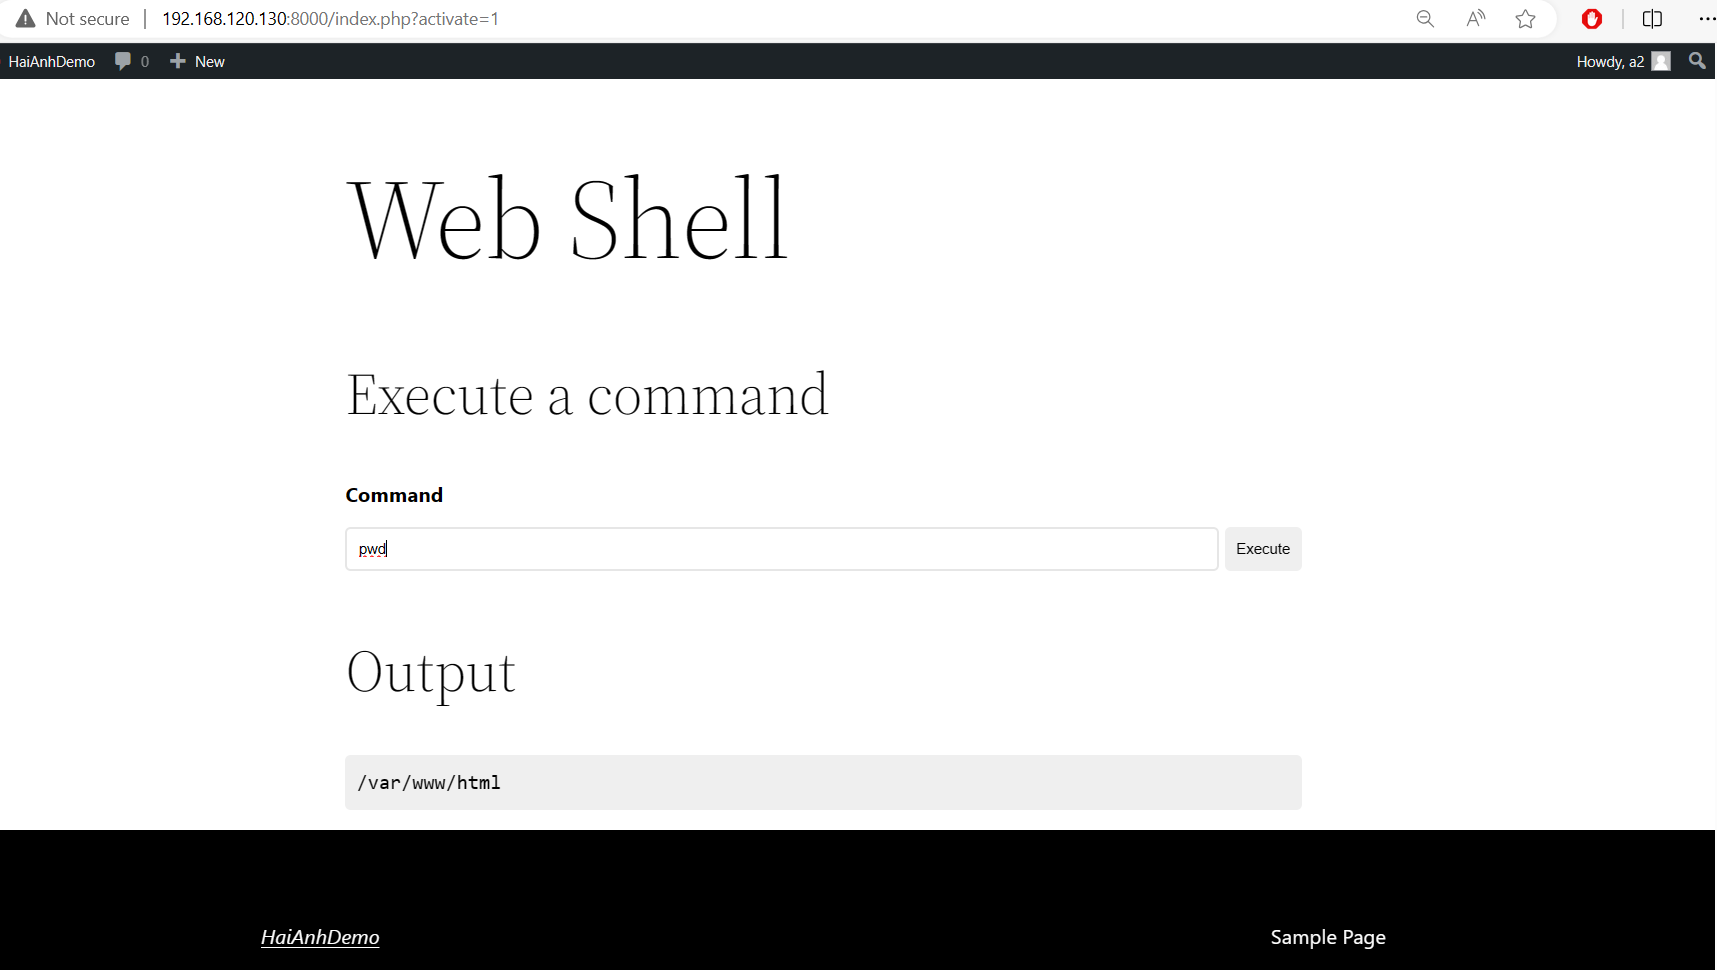 Not secure 192.168.120.130:8000/index.php?activate=1
HaiAnhDemo 0 New Howdy, a2
Web Shell
Execute a command
Command
pwd Execute
Output
/var/www/html
HaiAnhDemo Sample Page